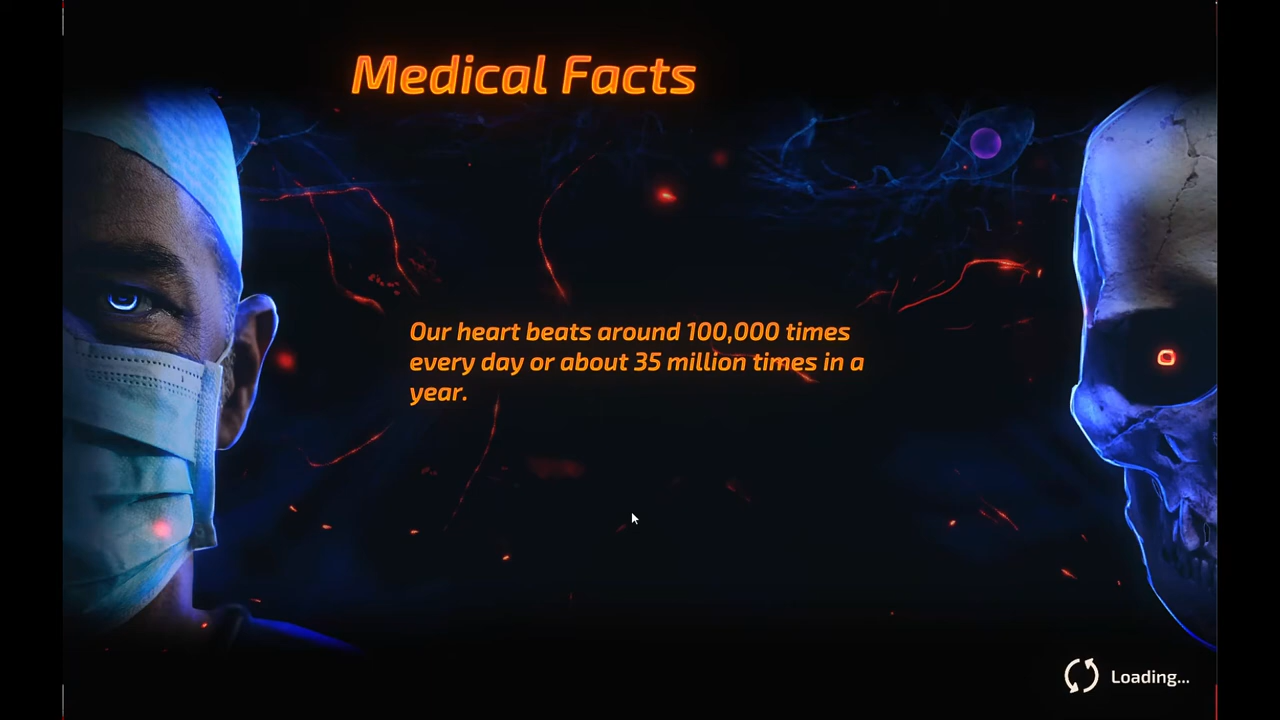 Medical Facts
Our heart beats around 100,000 times
every day or about 35 million times in a
year.
Loading...